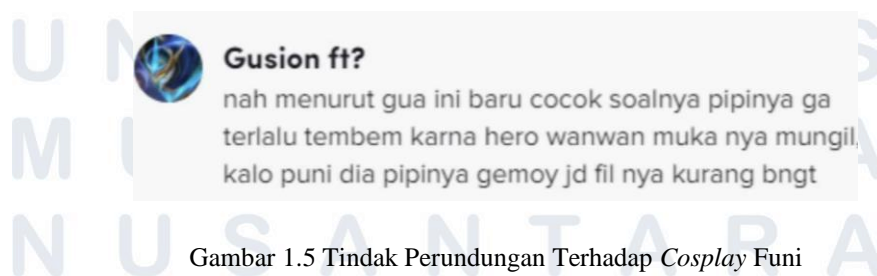 Gusion ft?
nah menurut gua ini baru cocok soalnya pipinya ga
terlalu tembem karna hero wanwan muka nya mungil,
kalo puni dia pipinya gemoy jd fil nya kurang bngt
NUSANTARA
Gambar 1.5 Tindak Perundungan Terhadap Cosplay Funi